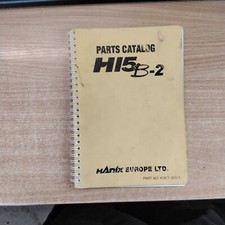 PARTS CATALOG
H15B-2
HANIX EUROPE LTD.